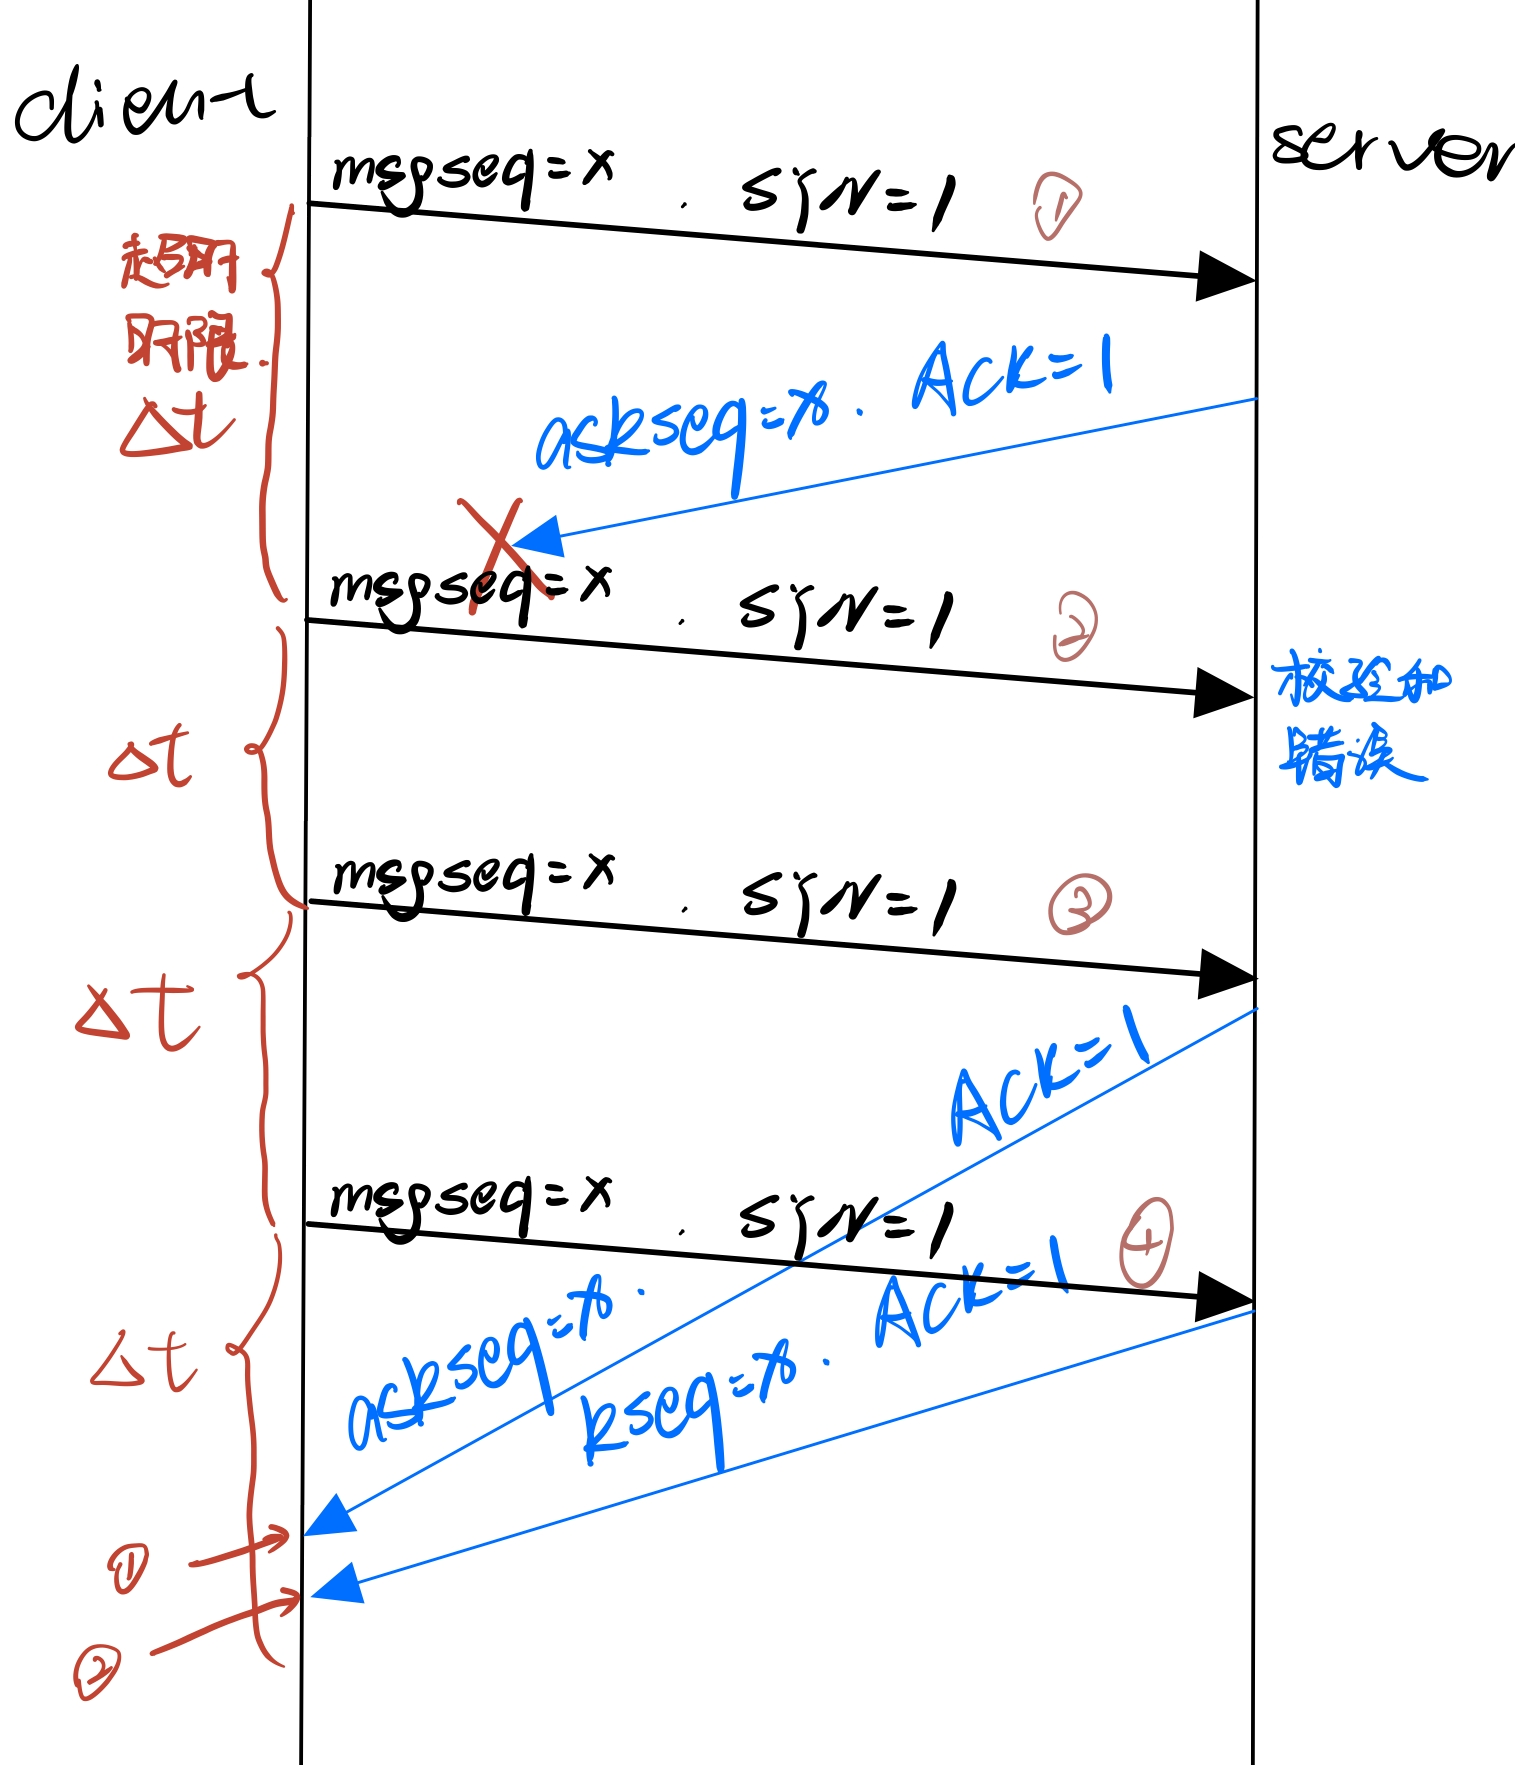 client
server
msgseq=x . SYN=1 ①
超时
时限.
Δt
ackseq=x. ACK=1
msgseq=x . SYN=1 ②
校验和
错误
Δt
msgseq=x . SYN=1 ③
Δt
ACK=1
msgseq=x . SYN=1 ④
ackseq=x.
kseq=x. ACK=1
Δt
①
②